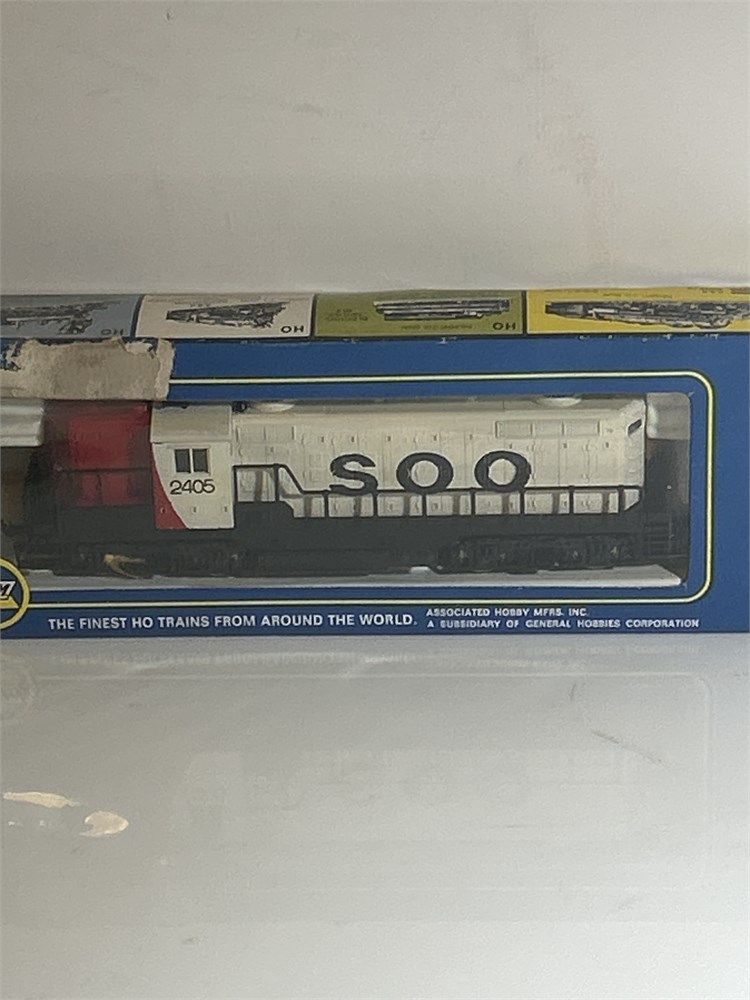 HO
HO
HO
SOO
2405
THE FINEST HO TRAINS FROM AROUND THE WORLD.
ASSOCIATED HOBBY MFRS. INC.
A SUBSIDIARY OF GENERAL HOBBIES CORPORATION